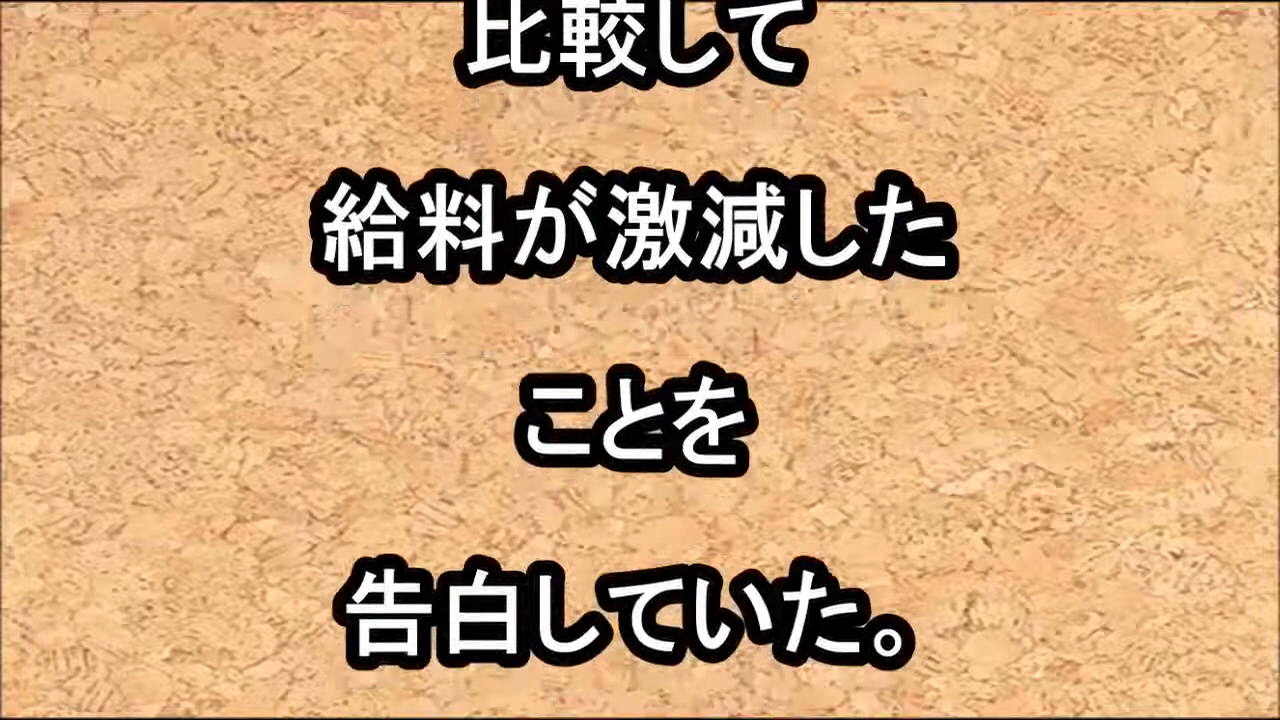 比較して
給料が激減した
ことを
告白していた。